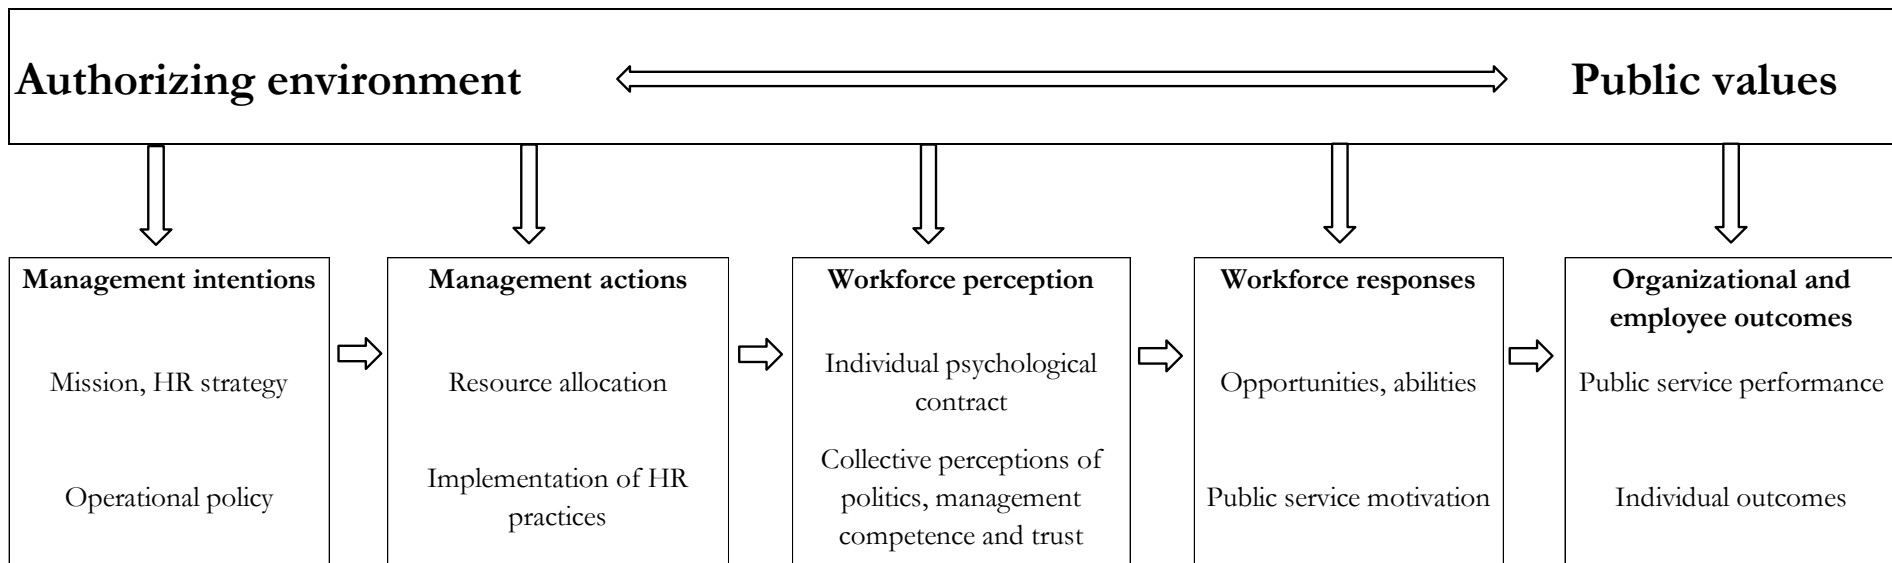 Authorizing environment
Public values
Management intentions
Mission, HR strategy
Operational policy
Management actions
Resource allocation
Implementation of HR
practices
Workforce perception
Individual psychological
contract
Collective perceptions of
politics, management
competence and trust
Workforce responses
Opportunities, abilities
Public service motivation
Organizational and
employee outcomes
Public service performance
Individual outcomes